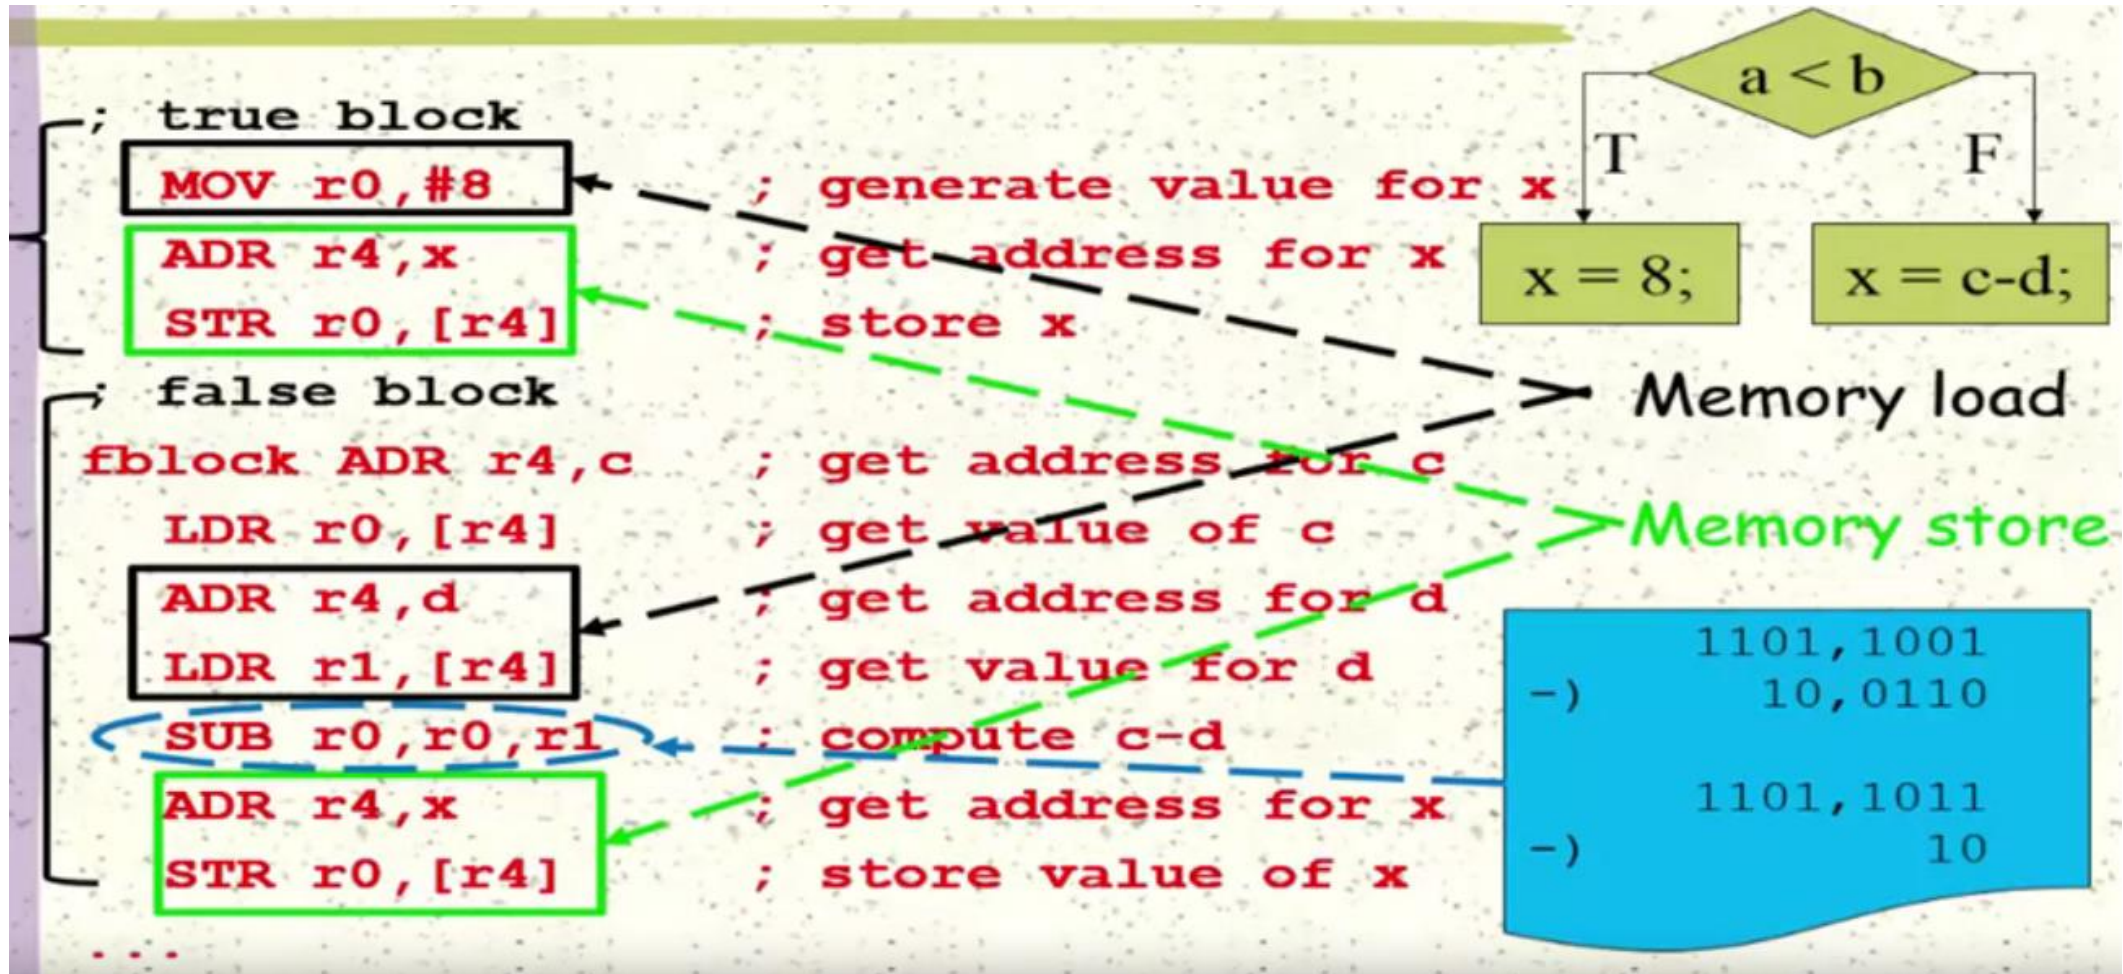 ; true block
MOV r0,#8 ; generate value for x
ADR r4,x ; get address for x
STR r0,[r4] ; store x
; false block
fblock ADR r4,c ; get address for c
LDR r0,[r4] ; get value of c
ADR r4,d ; get address for d
LDR r1,[r4] ; get value for d
SUB r0,r0,r1 ; compute c-d
ADR r4,x ; get address for x
STR r0,[r4] ; store value of x
...
a < b
T F
x = 8; x = c-d;
Memory load
Memory store
1101,1001
-) 10,0110
1101,1011
-) 10